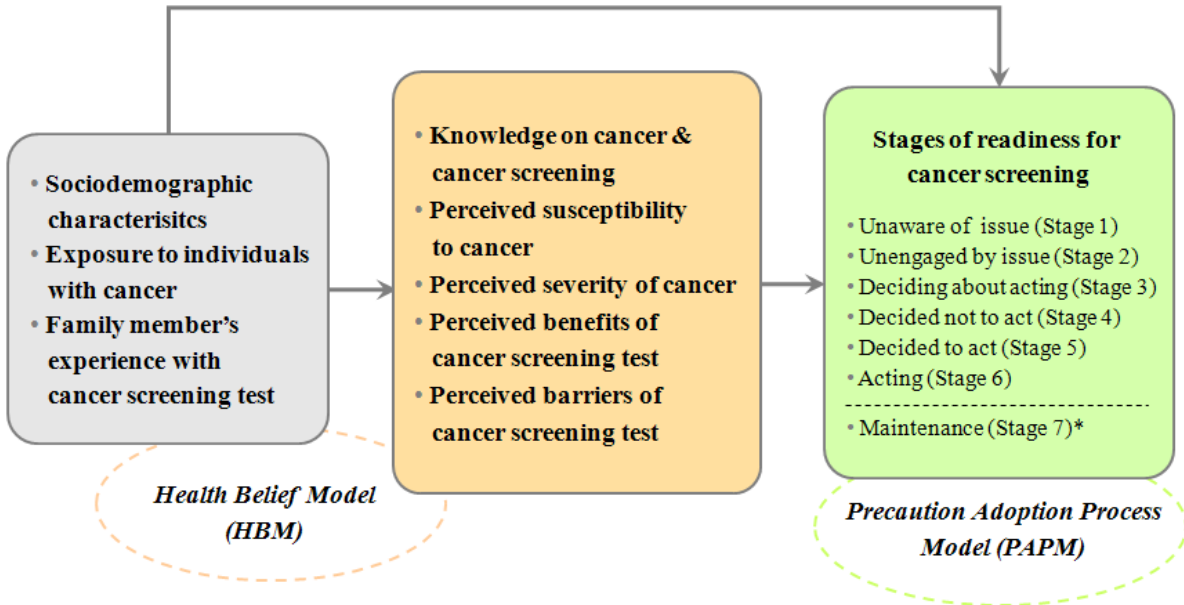 • Sociodemographic
characterisitcs
• Exposure to individuals
with cancer
• Family member’s
experience with
cancer screening test
Health Belief Model
(HBM)
• Knowledge on cancer &
cancer screening
• Perceived susceptibility
to cancer
• Perceived severity of cancer
• Perceived benefits of
cancer screening test
• Perceived barriers of
cancer screening test
Stages of readiness for
cancer screening
• Unaware of issue (Stage 1)
• Unengaged by issue (Stage 2)
• Deciding about acting (Stage 3)
• Decided not to act (Stage 4)
• Decided to act (Stage 5)
• Acting (Stage 6)
• Maintenance (Stage 7)*
Precaution Adoption Process
Model (PAPM)